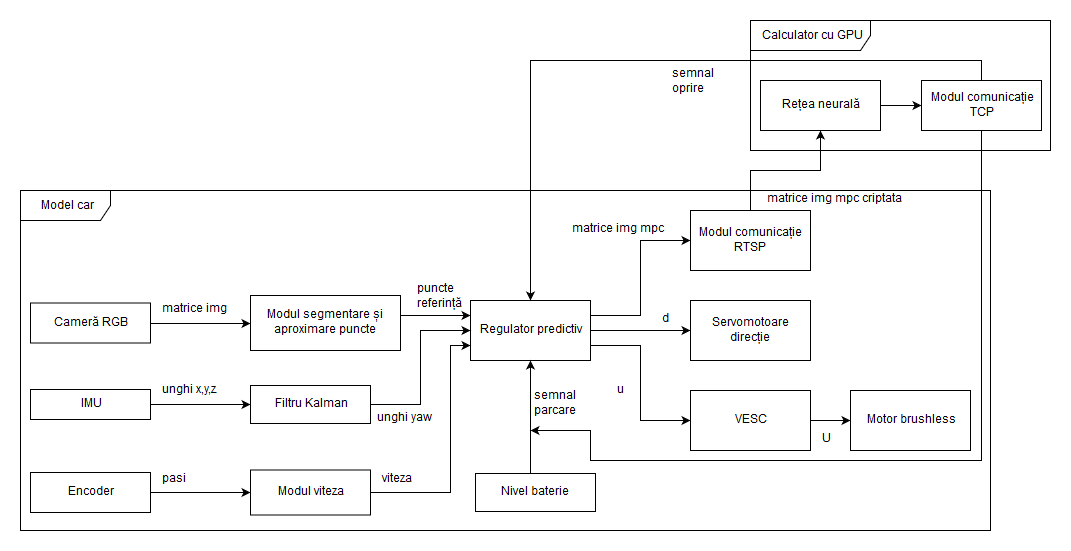 Calculator cu GPU
semnal
oprire
Rețea neurală
Modul comunicație
TCP
Model car
matrice img mpc criptata
matrice img mpc
Modul comunicație
RTSP
puncte
referință
matrice img
Cameră RGB
Modul segmentare și
aproximare puncte
Regulator predictiv
d
Servomotoare
direcție
unghi x,y,z
IMU
Filtru Kalman
unghi yaw
semnal
parcare
u
VESC
U
Motor brushless
pasi
viteza
Encoder
Modul viteza
Nivel baterie